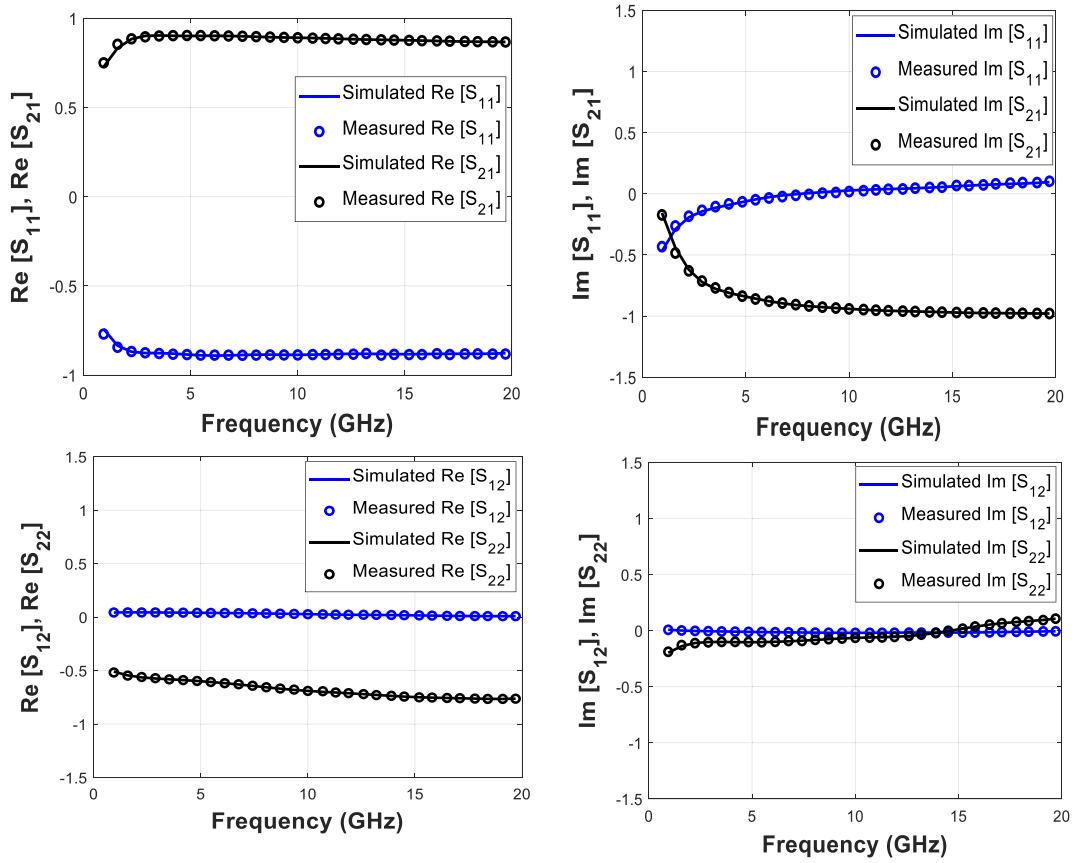 1
0.5
0
-0.5
-1
Re [S11], Re [S21]
Simulated Re [S11]
Measured Re [S11]
Simulated Re [S21]
Measured Re [S21]
0 5 10 15 20
Frequency (GHz)
1.5
1
0.5
0
-0.5
-1
-1.5
Im [S11], Im [S21]
Simulated Im [S11]
Measured Im [S11]
Simulated Im [S21]
Measured Im [S21]
0 5 10 15 20
Frequency (GHz)
1.5
1
0.5
0
-0.5
-1
-1.5
Re [S12], Re [S22]
Simulated Re [S12]
Measured Re [S12]
Simulated Re [S22]
Measured Re [S22]
0 5 10 15 20
Frequency (GHz)
1.5
1
0.5
0
-0.5
-1
-1.5
Im [S12], Im [S22]
Simulated Im [S12]
Measured Im [S12]
Simulated Im [S22]
Measured Im [S22]
0 5 10 15 20
Frequency (GHz)